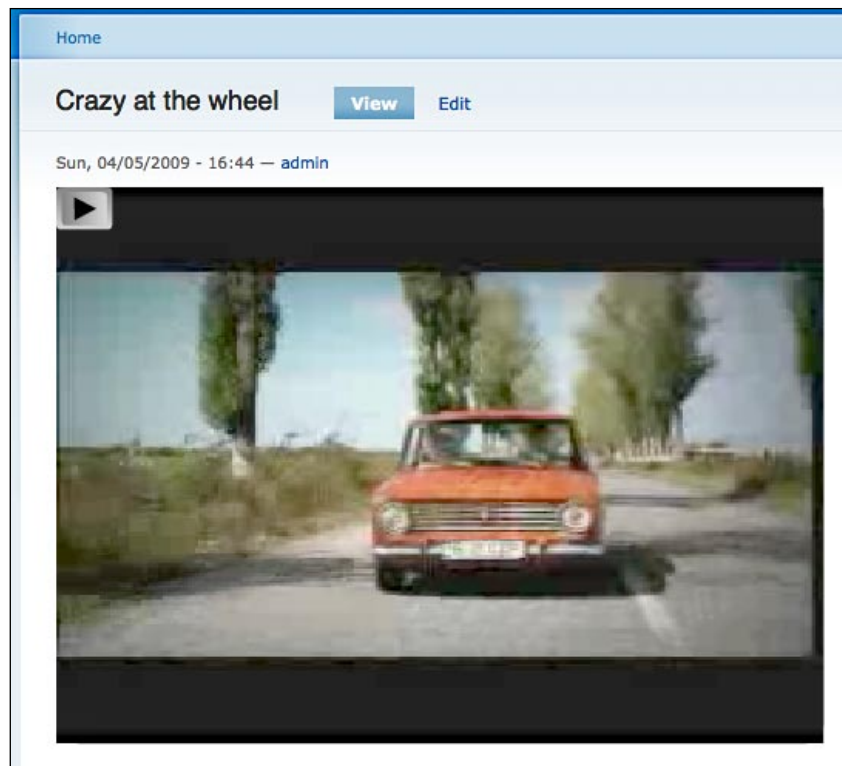 Home
Crazy at the wheel View Edit
Sun, 04/05/2009 - 16:44 — admin